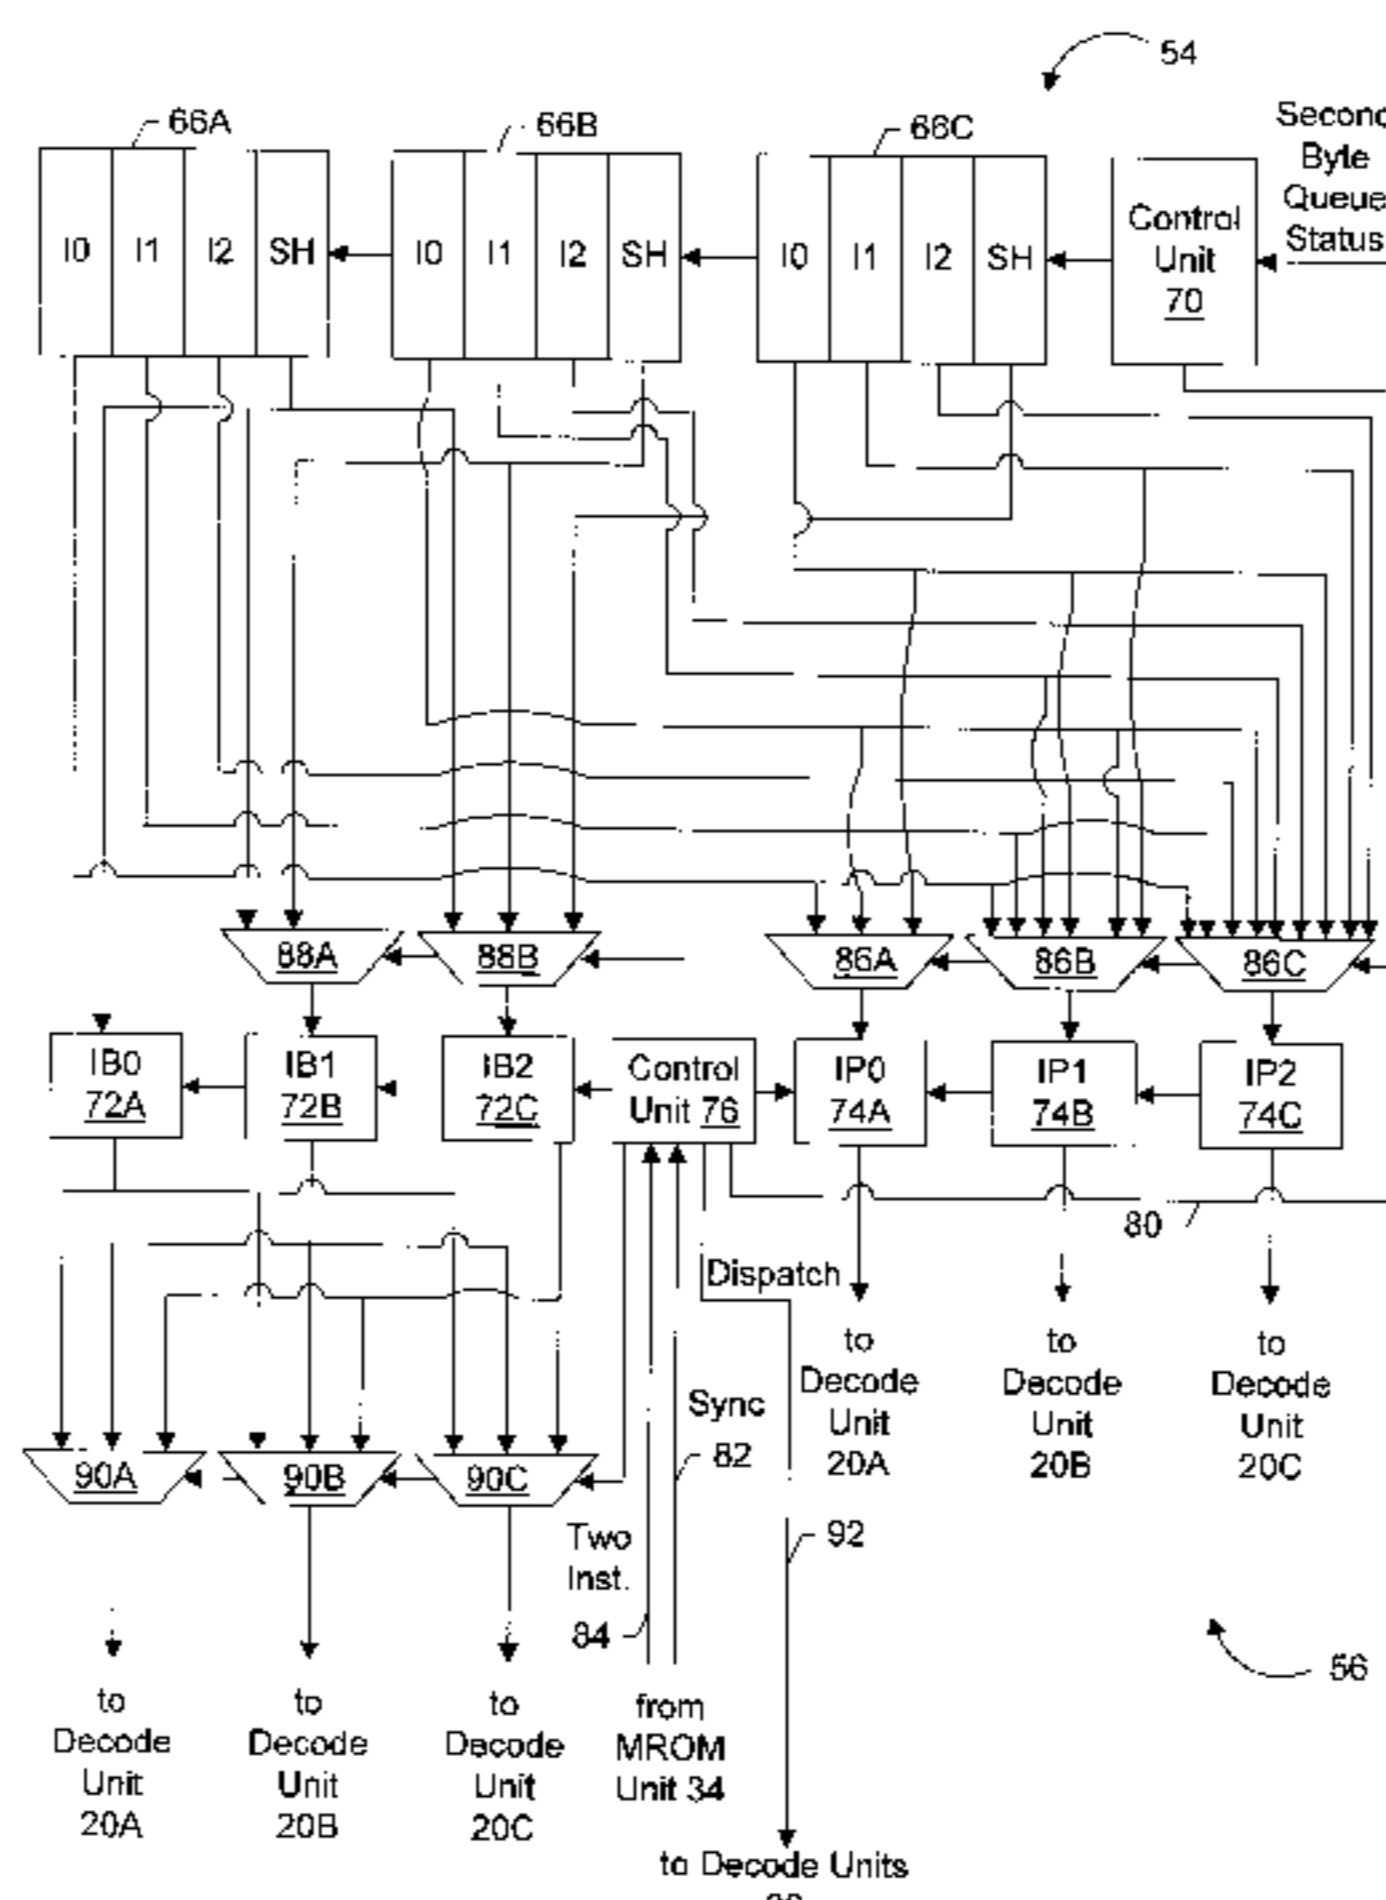 54
66A
66B
66C
Second
Byte
Queue
Status
I0 I1 I2 SH
I0 I1 I2 SH
I0 I1 I2 SH
Control
Unit
70
88A
88B
86A
86B
86C
IB0
72A
IB1
72B
IB2
72C
Control
Unit 76
IP0
74A
IP1
74B
IP2
74C
80
Dispatch
to
Decode
Unit
20A
to
Decode
Unit
20B
to
Decode
Unit
20C
Sync
82
90A
90B
90C
Two
Inst.
84
92
56
to
Decode
Unit
20A
to
Decode
Unit
20B
to
Decode
Unit
20C
from
MROM
Unit 34
to Decode Units